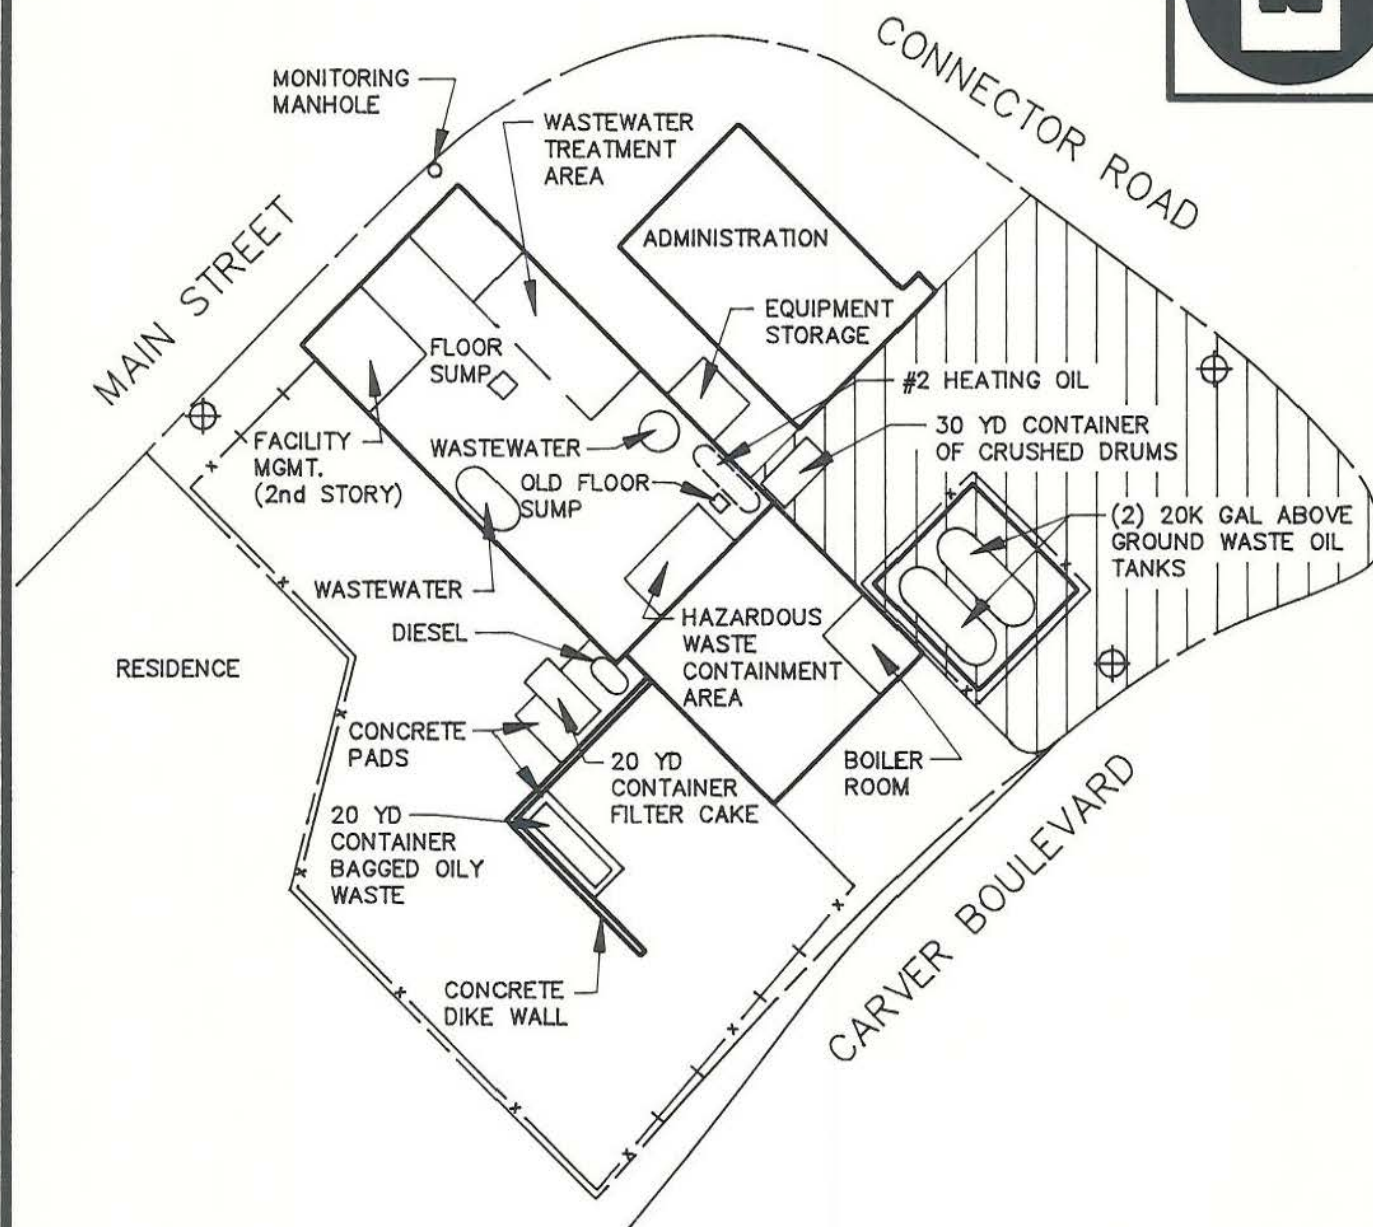 CONNECTOR ROAD
MONITORING
MANHOLE
WASTEWATER
TREATMENT
AREA
MAIN STREET
ADMINISTRATION
EQUIPMENT
STORAGE
FLOOR
SUMP
#2 HEATING OIL
30 YD CONTAINER
OF CRUSHED DRUMS
FACILITY
MGMT.
(2nd STORY)
WASTEWATER
OLD FLOOR
SUMP
(2) 20K GAL ABOVE
GROUND WASTE OIL
TANKS
WASTEWATER
DIESEL
HAZARDOUS
WASTE
CONTAINMENT
AREA
RESIDENCE
CONCRETE
PADS
20 YD
CONTAINER
FILTER CAKE
BOILER
ROOM
20 YD
CONTAINER
BAGGED OILY
WASTE
CARVER BOULEVARD
CONCRETE
DIKE WALL